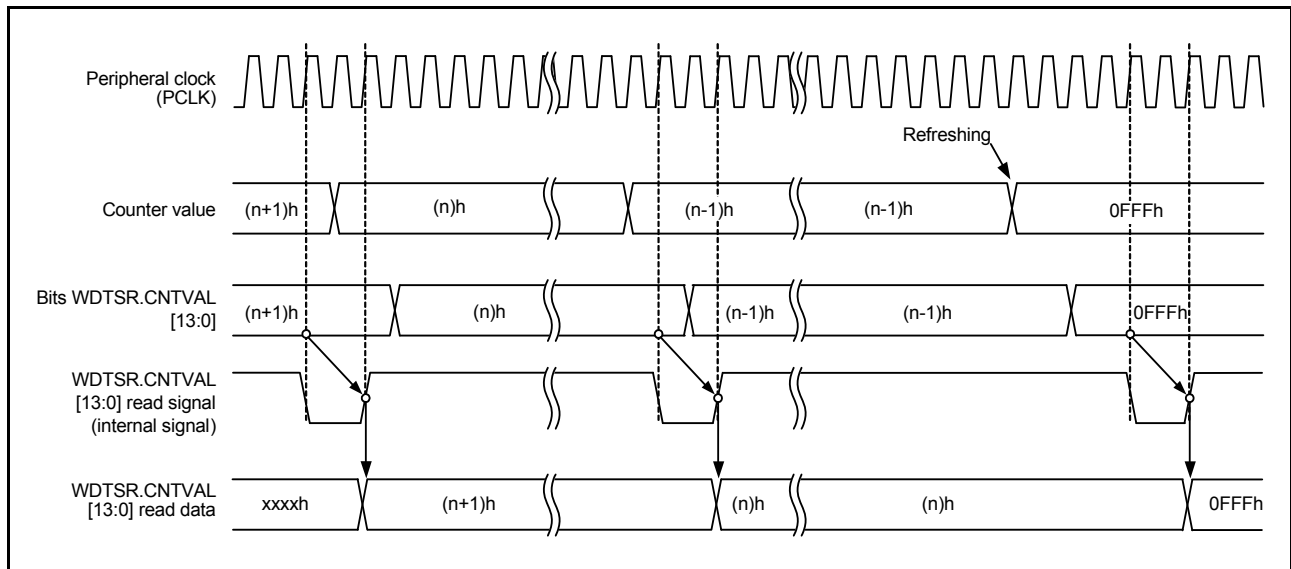 Peripheral clock
(PCLK)
Refreshing
Counter value
(n+1)h
(n)h
(n-1)h
(n-1)h
0FFFh
Bits WDTSR.CNTVAL
[13:0]
(n+1)h
(n)h
(n-1)h
(n-1)h
0FFFh
WDTSR.CNTVAL
[13:0] read signal
(internal signal)
WDTSR.CNTVAL
[13:0] read data
xxxxh
(n+1)h
(n)h
(n)h
0FFFh